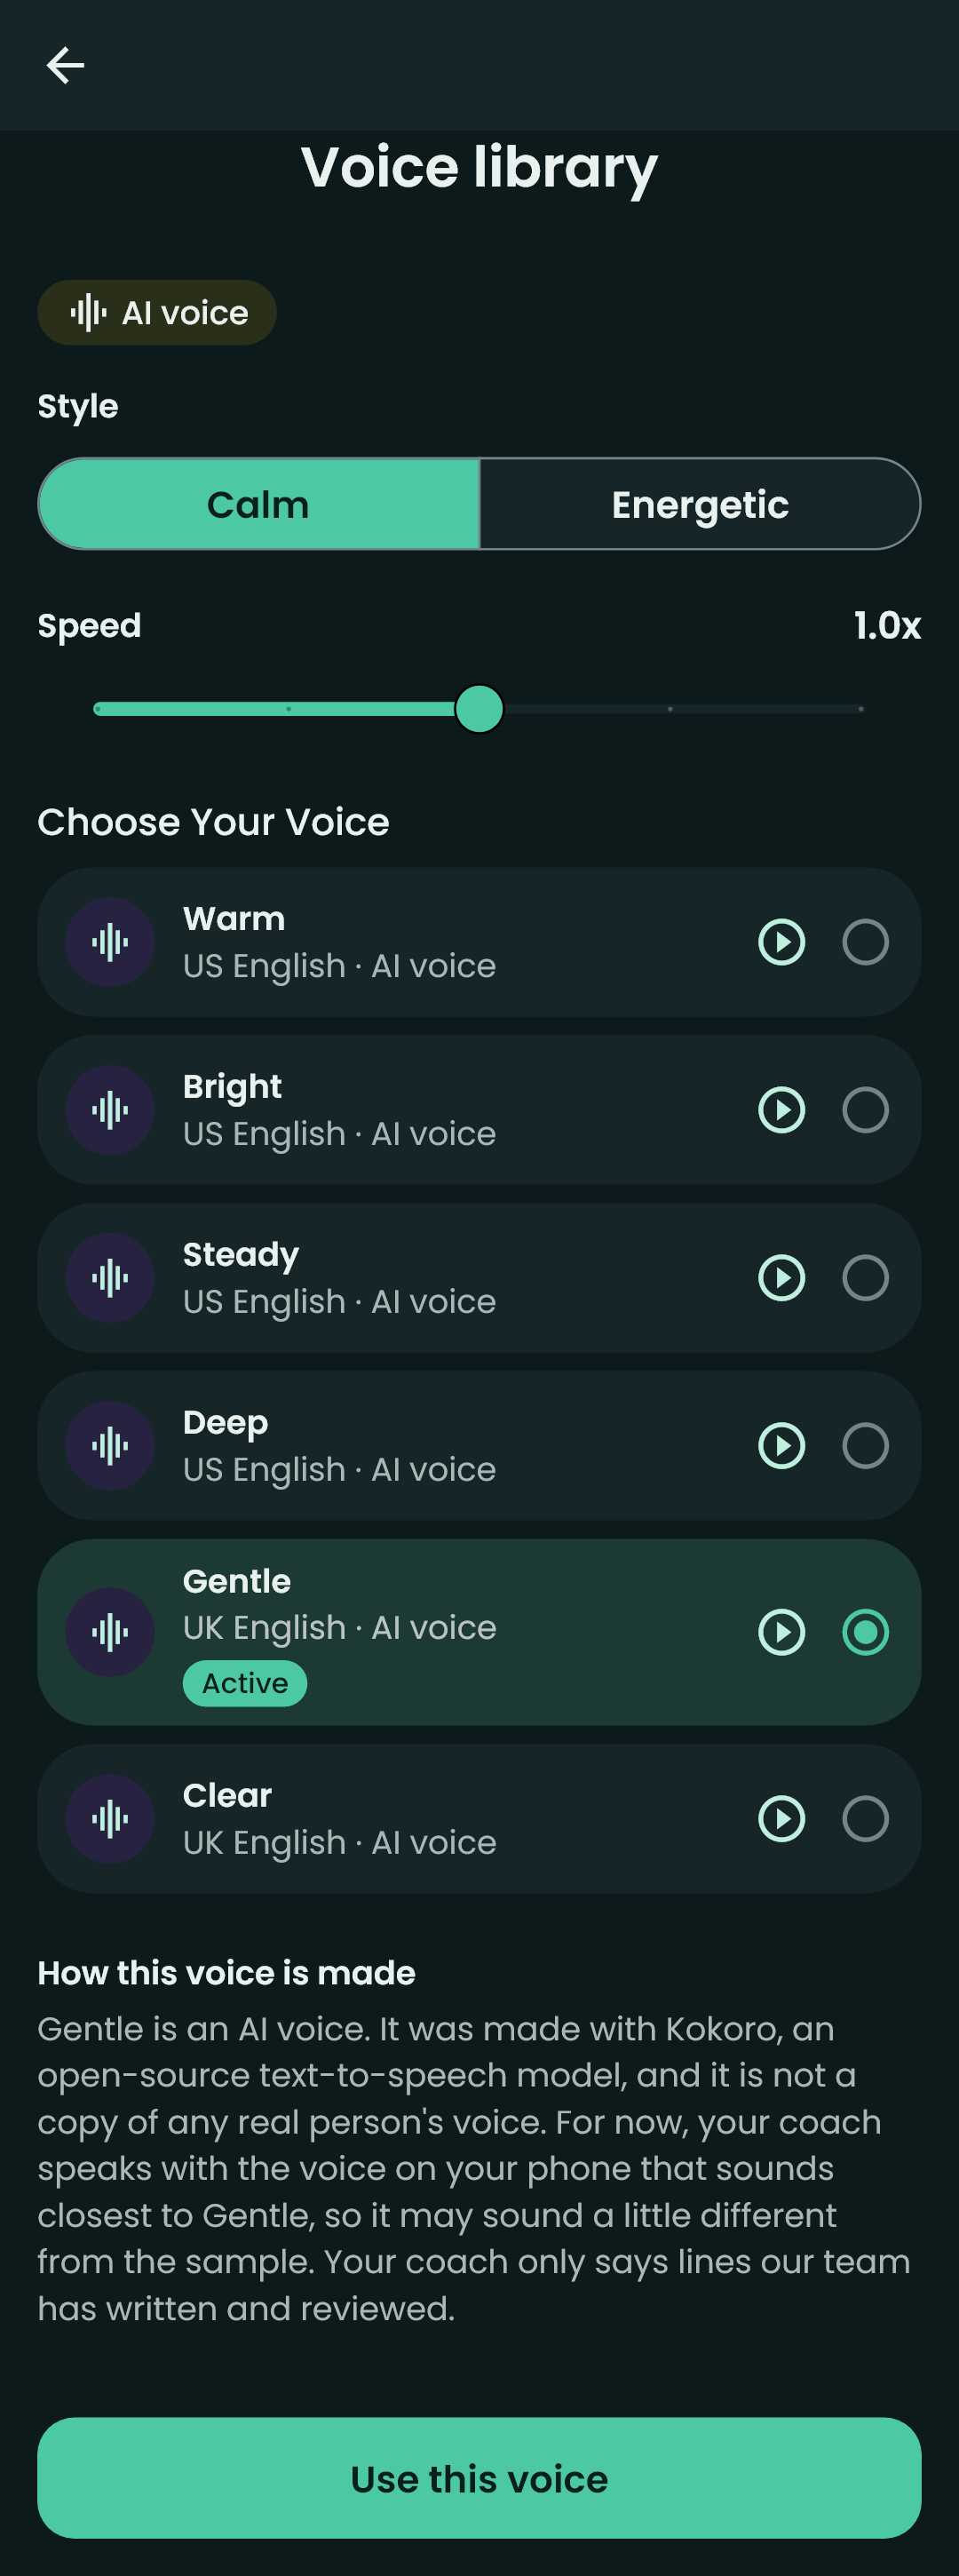 Voice library
AI voice
Style
Calm
Energetic
Speed
1.0x
Choose Your Voice
Warm
US English · AI voice
Bright
US English · AI voice
Steady
US English · AI voice
Deep
US English · AI voice
Gentle
UK English · AI voice
Active
Clear
UK English · AI voice
How this voice is made
Gentle is an AI voice. It was made with Kokoro, an
open-source text-to-speech model, and it is not a
copy of any real person's voice. For now, your coach
speaks with the voice on your phone that sounds
closest to Gentle, so it may sound a little different
from the sample. Your coach only says lines our team
has written and reviewed.
Use this voice